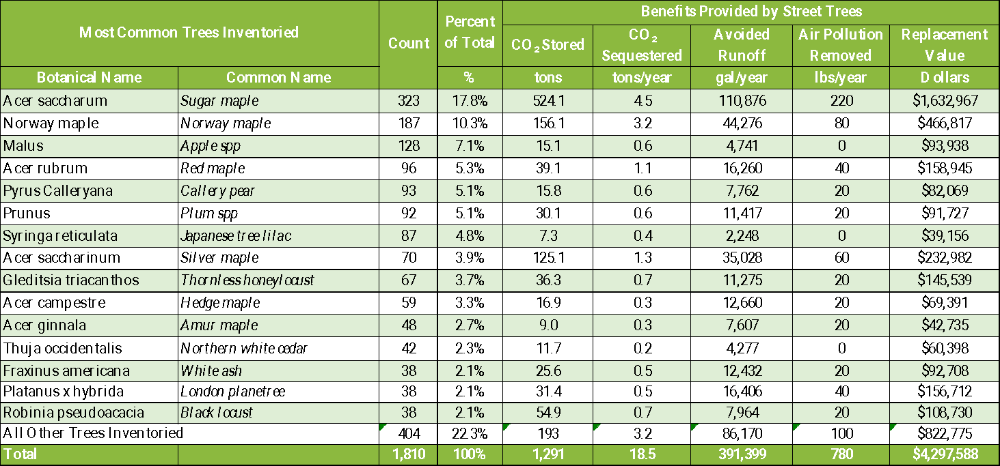 Most Common Trees Inventoried Count Percent of Total Benefits Provided by Street Trees
CO₂ Stored CO₂ Sequestered Avoided Runoff Air Pollution Removed Replacement Value
Botanical Name Common Name % tons tons/year gal/year lbs/year Dollars
Acer saccharum Sugar maple 323 17.8% 524.1 4.5 110,876 220 $1,632,967
Norway maple Norway maple 187 10.3% 156.1 3.2 44,276 80 $466,817
Malus Apple spp 128 7.1% 15.1 0.6 4,741 0 $93,938
Acer rubrum Red maple 96 5.3% 39.1 1.1 16,260 40 $158,945
Pyrus Calleryana Callery pear 93 5.1% 15.8 0.6 7,762 20 $82,069
Prunus Plum spp 92 5.1% 30.1 0.6 11,417 20 $91,727
Syringa reticulata Japanese tree lilac 87 4.8% 7.3 0.4 2,248 0 $39,156
Acer saccharinum Silver maple 70 3.9% 125.1 1.3 35,028 60 $232,982
Gleditsia triacanthos Thornless honeylocust 67 3.7% 36.3 0.7 11,275 20 $145,539
Acer campestre Hedge maple 59 3.3% 16.9 0.3 12,660 20 $69,391
Acer ginnala Amur maple 48 2.7% 9.0 0.3 7,607 20 $42,735
Thuja occidentalis Northern white cedar 42 2.3% 11.7 0.2 4,277 0 $60,398
Fraxinus americana White ash 38 2.1% 25.6 0.5 12,432 20 $92,708
Platanus x hybrida London planetree 38 2.1% 31.4 0.5 16,406 40 $156,712
Robinia pseudoacacia Black locust 38 2.1% 54.9 0.7 7,964 20 $108,730
All Other Trees Inventoried 404 22.3% 193 3.2 86,170 100 $822,775
Total 1,810 100% 1,291 18.5 391,399 780 $4,297,588